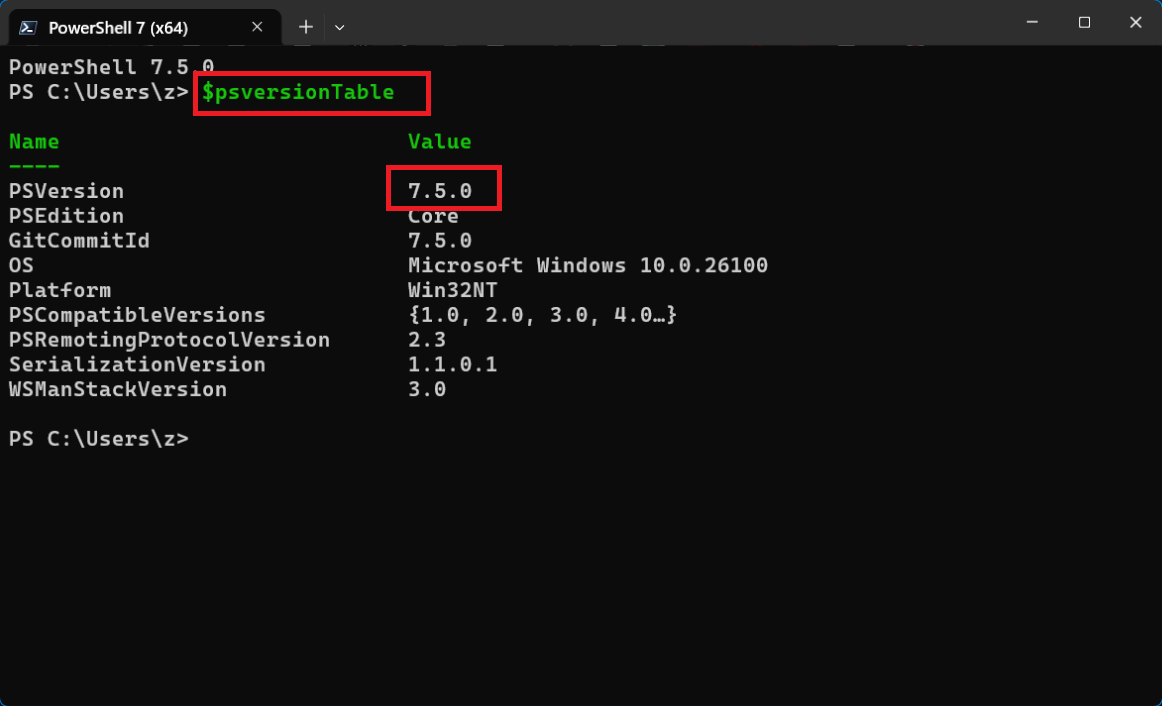 PowerShell 7 (x64)
PowerShell 7.5.0
PS C:\Users\z> $psversionTable
Name Value
----
PSVersion 7.5.0
PSEdition Core
GitCommitId 7.5.0
OS Microsoft Windows 10.0.26100
Platform Win32NT
PSCompatibleVersions {1.0, 2.0, 3.0, 4.0…}
PSRemotingProtocolVersion 2.3
SerializationVersion 1.1.0.1
WSManStackVersion 3.0
PS C:\Users\z>